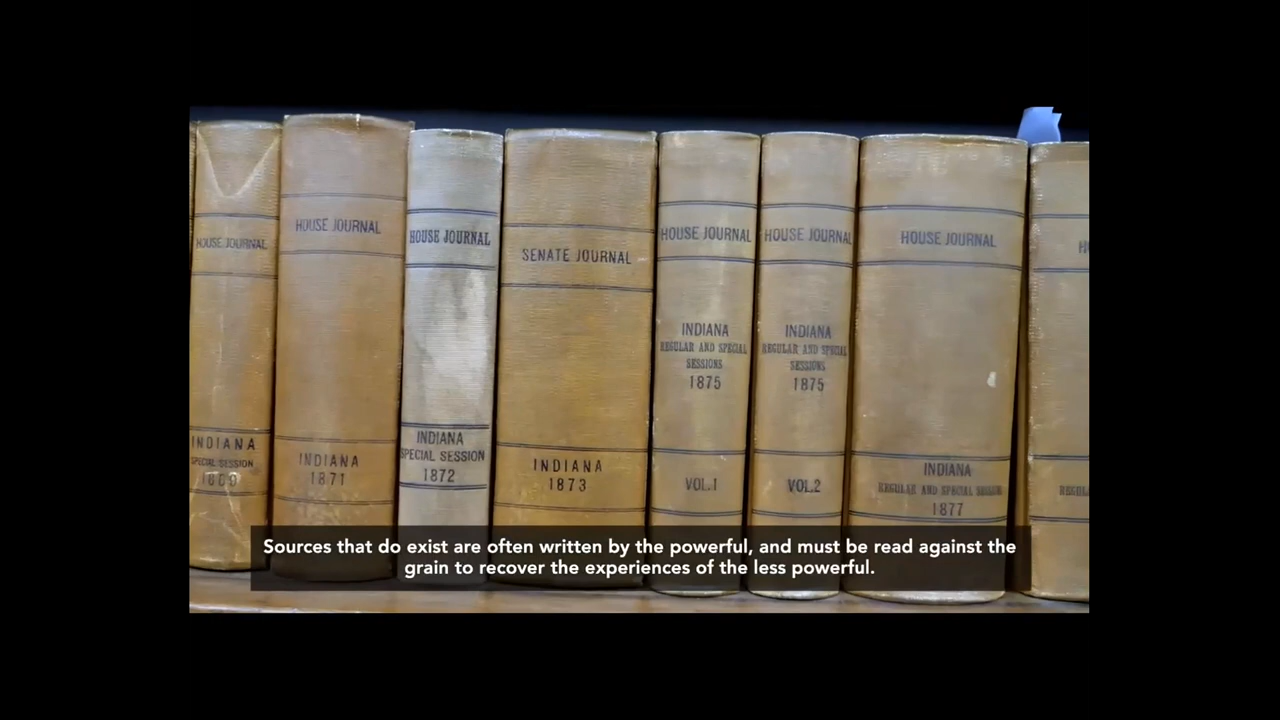 HOUSE JOURNAL
INDIANA
SPECIAL SESSION
HOUSE JOURNAL
INDIANA
1871
HOUSE JOURNAL
INDIANA
SPECIAL SESSION
1872
SENATE JOURNAL
INDIANA
1873
HOUSE JOURNAL
INDIANA
REGULAR AND SPECIAL
SESSIONS
1875
VOL.1
HOUSE JOURNAL
INDIANA
REGULAR AND SPECIAL
SESSIONS
1875
VOL.2
HOUSE JOURNAL
INDIANA
REGULAR AND SPECIAL SESSION
1877
Sources that do exist are often written by the powerful, and must be read against the
grain to recover the experiences of the less powerful.